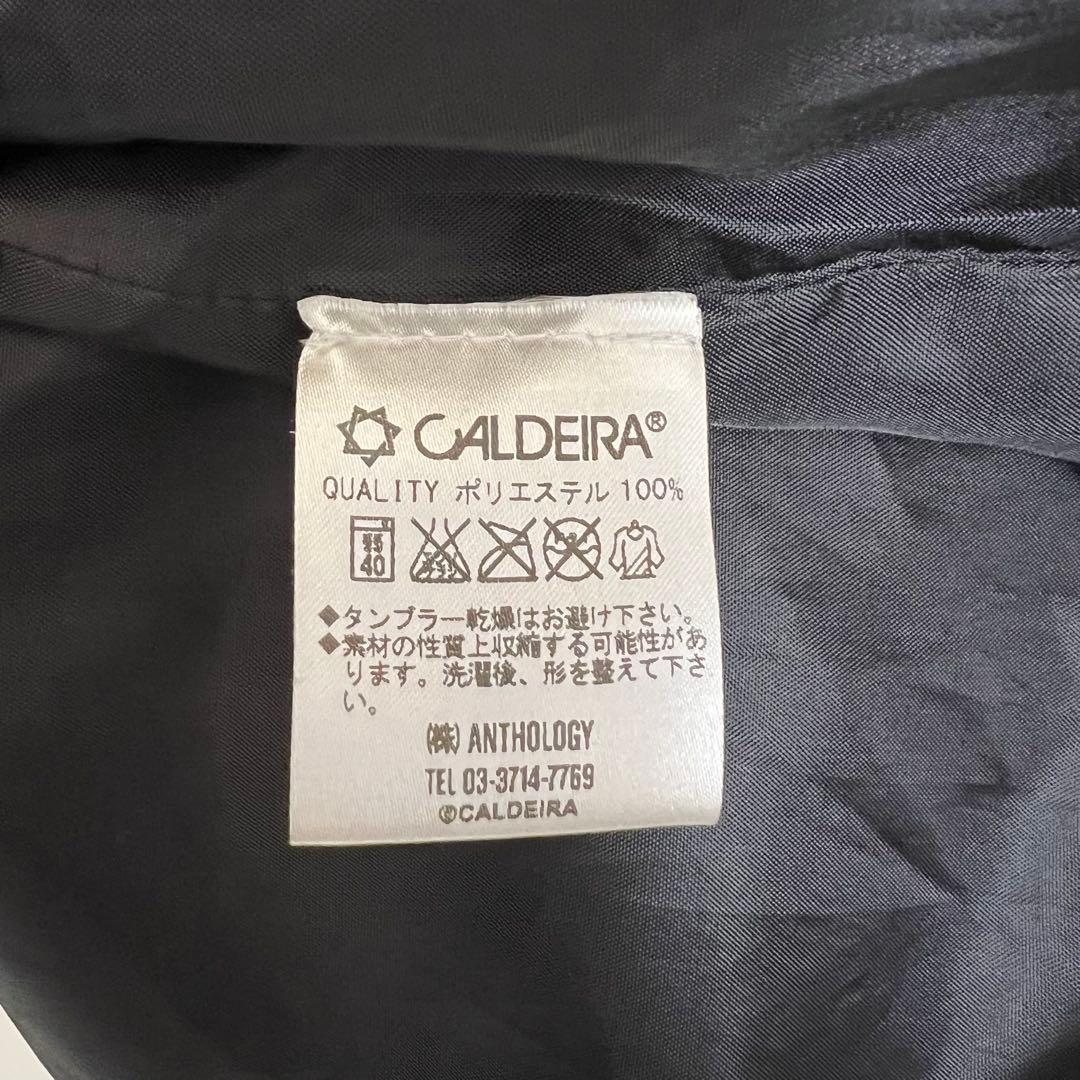 CALDEIRA®
QUALITY ポリエステル 100%
弱
40
◆タンブラー乾燥はお避け下さい。
◆素材の性質上収縮する可能性があ
ります。洗濯後、形を整えて下さ
い。
(株) ANTHOLOGY
TEL 03-3714-7769
©CALDEIRA